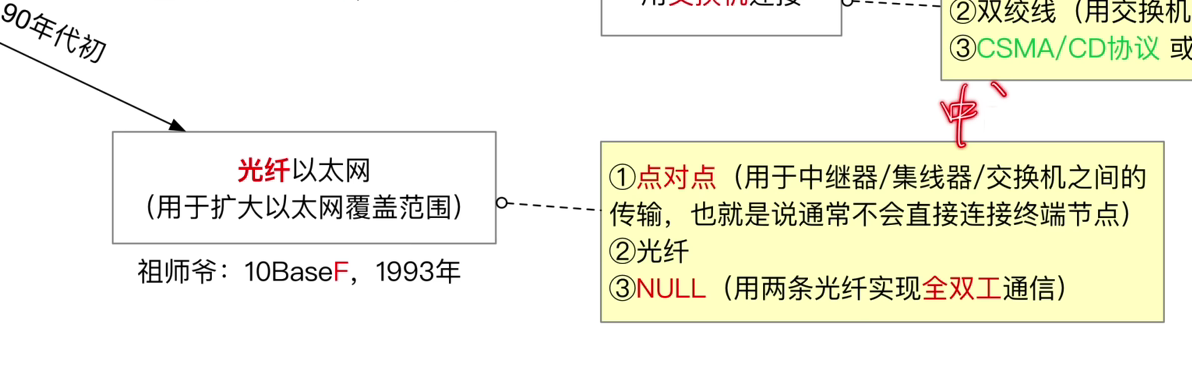 90年代初
用交换机连接
②双绞线（用交换机
③CSMA/CD协议 或
中、
光纤以太网
（用于扩大以太网覆盖范围）
祖师爷：10BaseF，1993年
①点对点（用于中继器/集线器/交换机之间的
传输，也就是说通常不会直接连接终端节点）
②光纤
③NULL（用两条光纤实现全双工通信）